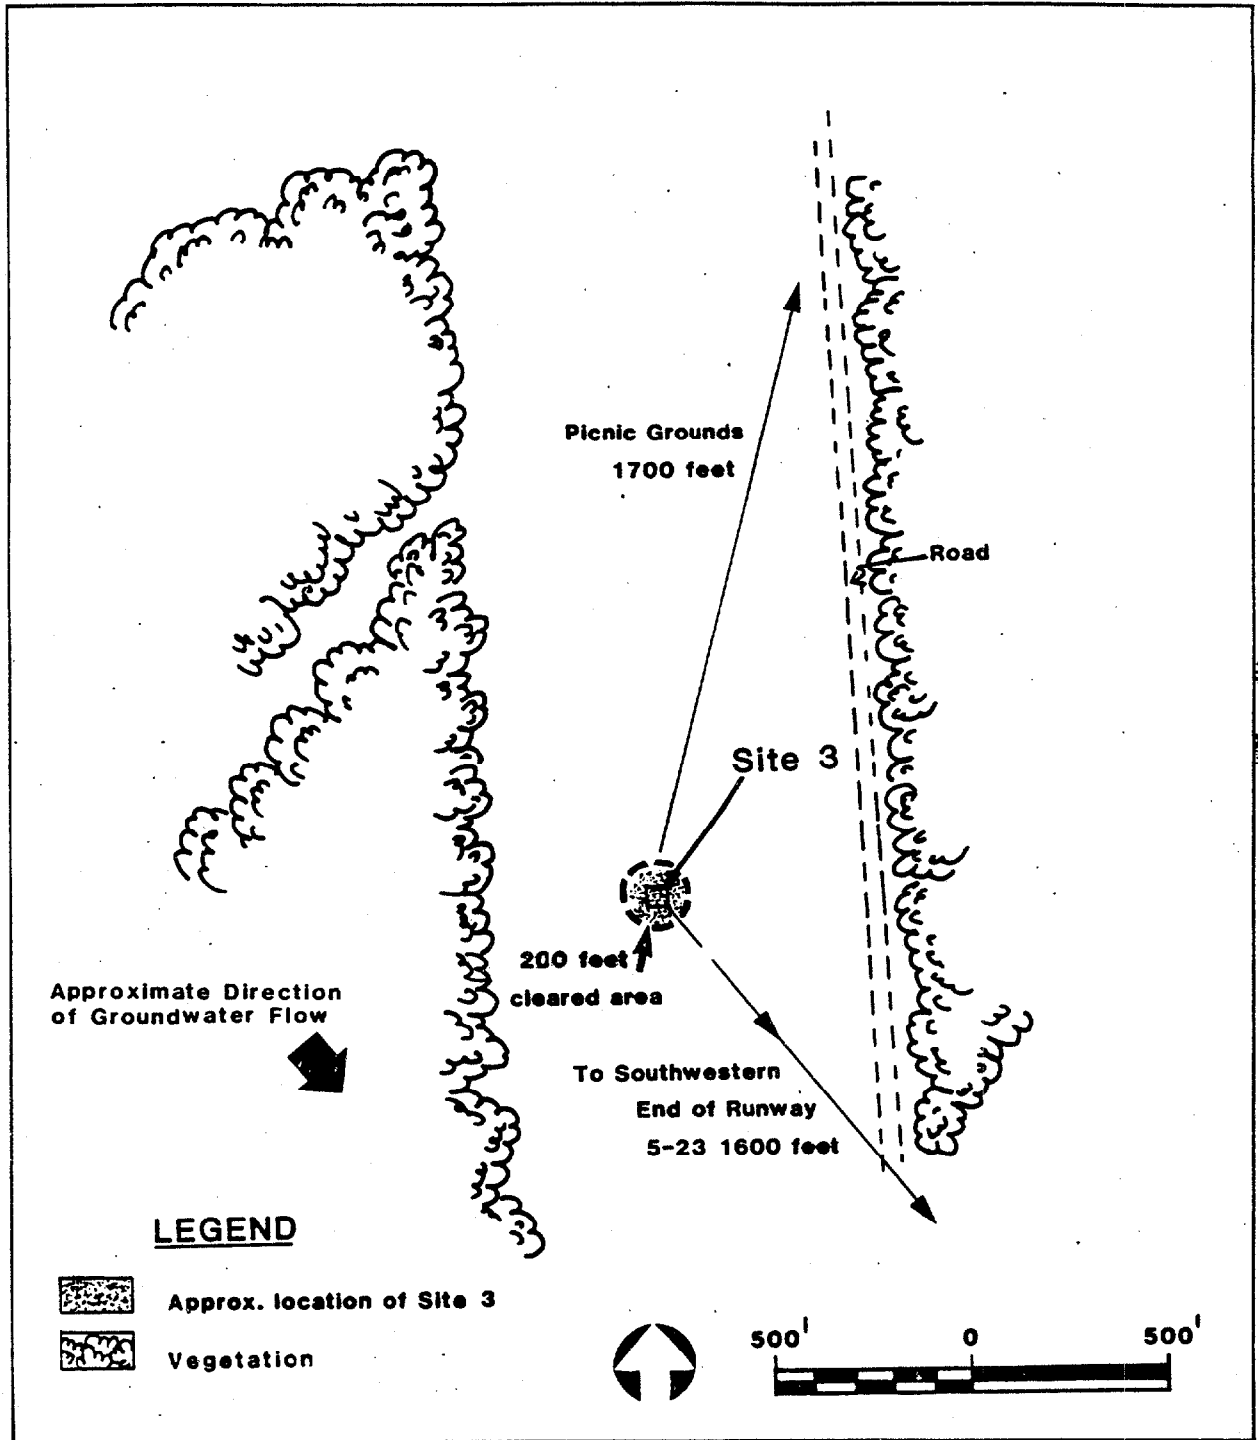 Picnic Grounds
1700 feet
Road
Site 3
200 feet
cleared area
Approximate Direction
of Groundwater Flow
To Southwestern
End of Runway
5-23 1600 feet
LEGEND
Approx. location of Site 3
Vegetation
500' 0 500'